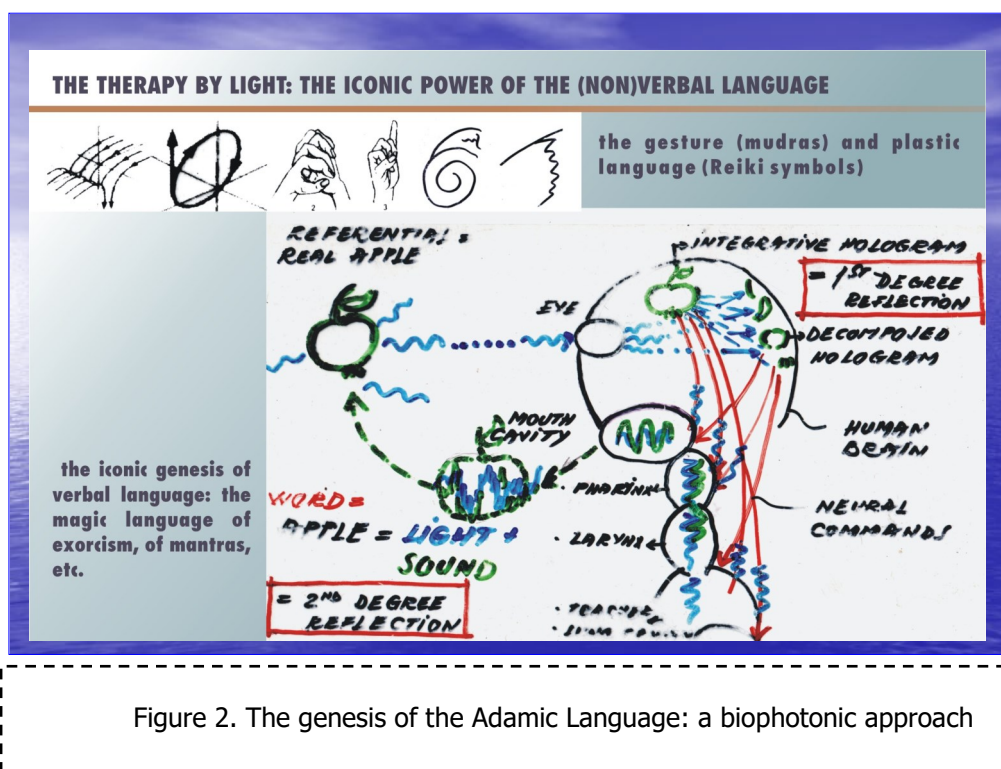 THE THERAPY BY LIGHT: THE ICONIC POWER OF THE (NON)VERBAL LANGUAGE
the gesture (mudras) and plastic
language (Reiki symbols)
2
3
REFERENTIAL =
REAL APPLE
INTEGRATIVE HOLOGRAM
= 1ST DEGREE
REFLECTION
EYE
DECOMPOSED
HOLOGRAM
MOUTH
CAVITY
HUMAN
BRAIN
the iconic genesis of
verbal language: the
magic language of
exorcism, of mantras,
etc.
WORD =
APPLE = LIGHT +
SOUND
= 2ND DEGREE
REFLECTION
• PHARINX
• LARYNX
NEURAL
COMMANDS
Figure 2. The genesis of the Adamic Language: a biophotonic approach